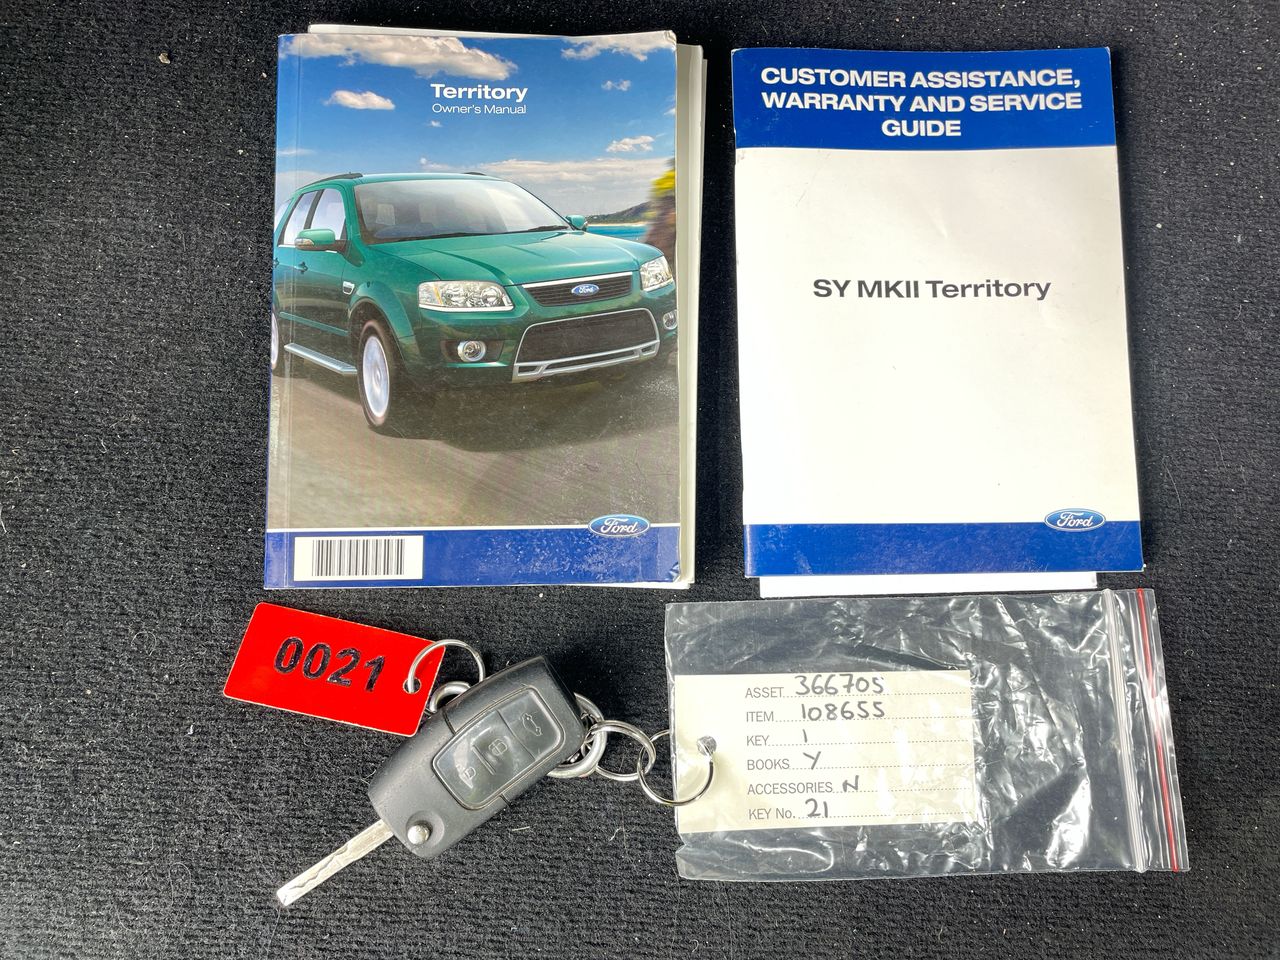 Territory
Owner's Manual
Ford
Ford
CUSTOMER ASSISTANCE,
WARRANTY AND SERVICE
GUIDE
SY MKII Territory
Ford
0021
ASSET 366705
ITEM 108655
KEY 1
BOOKS Y
ACCESSORIES N
KEY No. 21